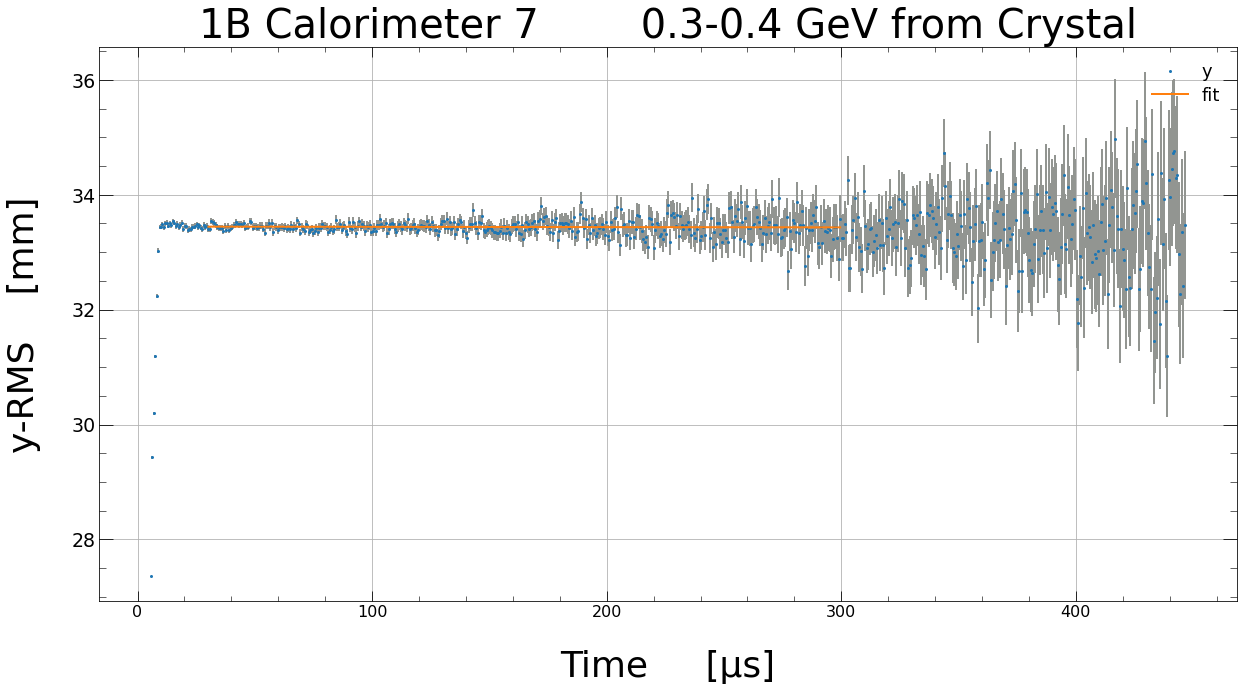 1B Calorimeter 7 0.3-0.4 GeV from Crystal
y
fit
36
34
32
30
28
y-RMS [mm]
0 100 200 300 400
Time [µs]